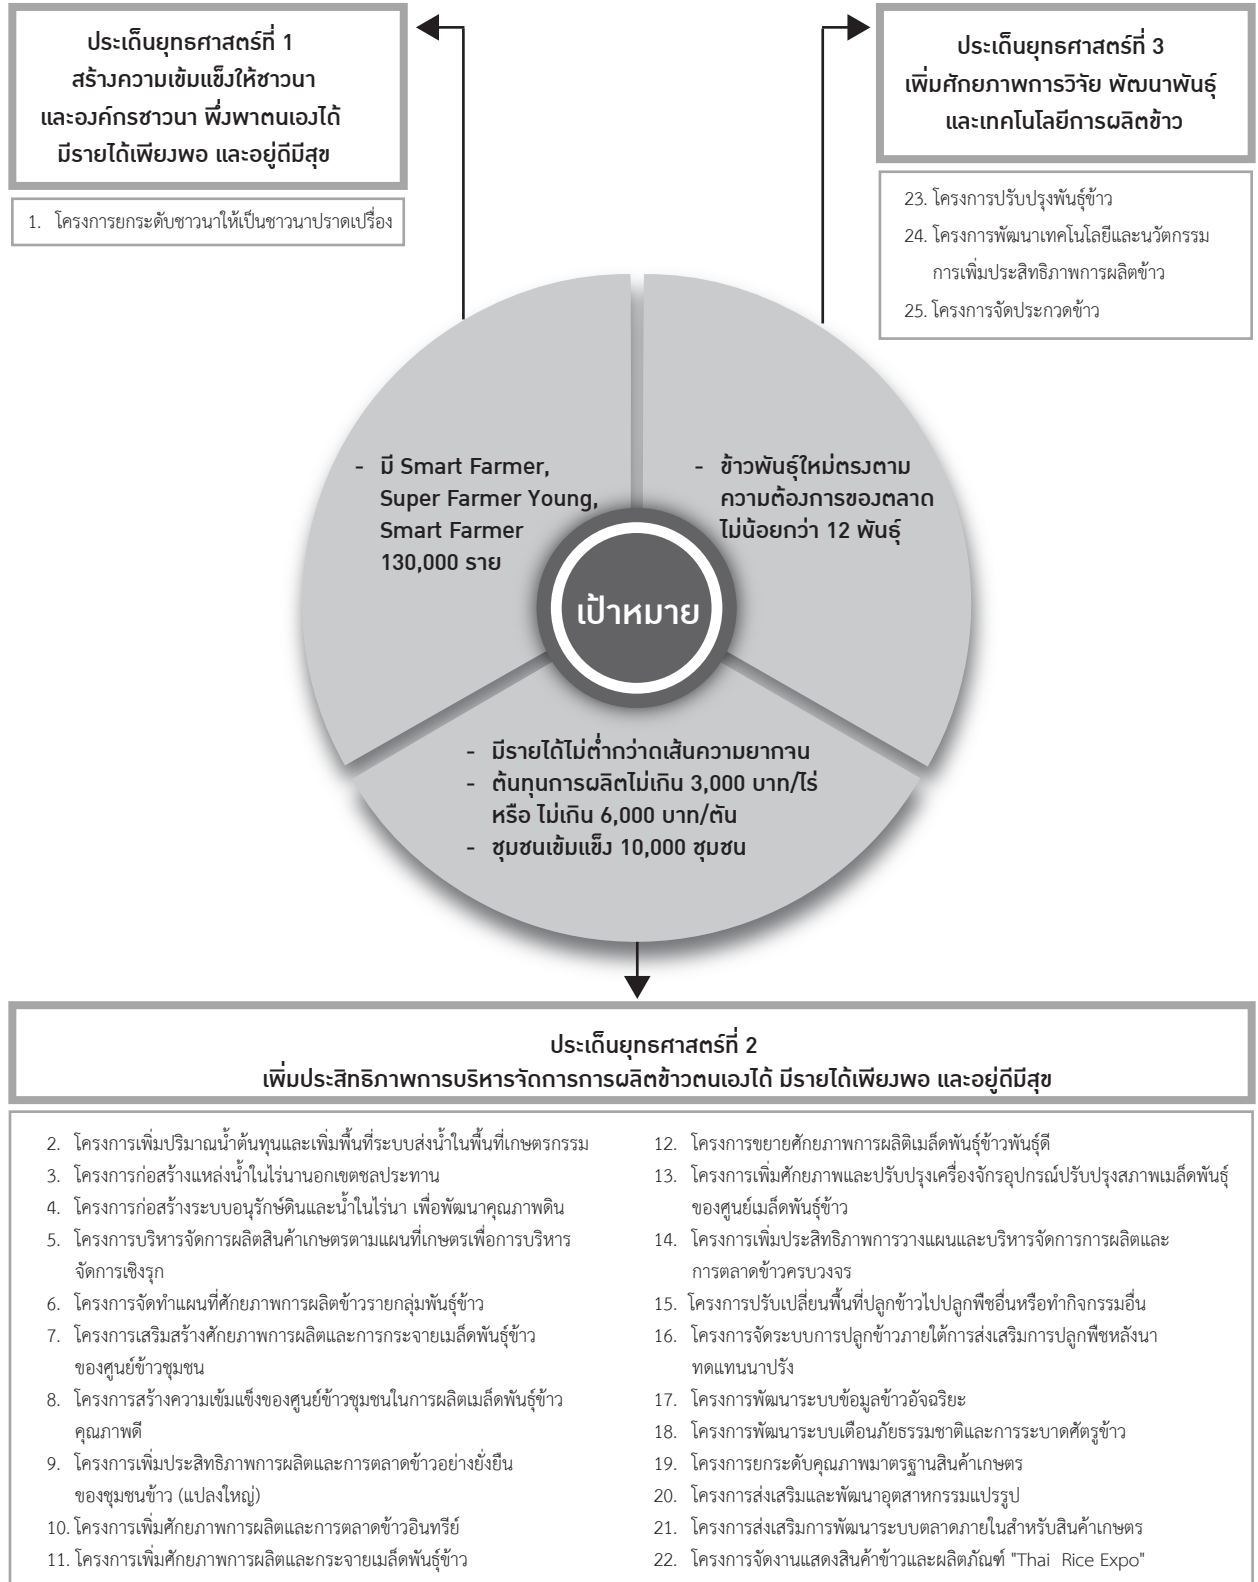 ประเด็นยุทธศาสตร์ที่ 1
สร้างความเข้มแข็งให้ชาวนา
และองค์กรชาวนา พึ่งพาตนเองได้
มีรายได้เพียงพอ และอยู่ดีมีสุข
1. โครงการยกระดับชาวนาให้เป็นชาวนาปราดเปรื่อง
ประเด็นยุทธศาสตร์ที่ 3
เพิ่มศักยภาพการวิจัย พัฒนาพันธุ์
และเทคโนโลยีการผลิตข้าว
23. โครงการปรับปรุงพันธุ์ข้าว
24. โครงการพัฒนาเทคโนโลยีและนวัตกรรม
การเพิ่มประสิทธิภาพการผลิตข้าว
25. โครงการจัดประกวดข้าว
- มี Smart Farmer,
Super Farmer Young,
Smart Farmer
130,000 ราย
- ข้าวพันธุ์ใหม่ตรงตาม
ความต้องการของตลาด
ไม่น้อยกว่า 12 พันธุ์
เป้าหมาย
- มีรายได้ไม่ต่ำกว่าดเส้นความยากจน
- ต้นทุนการผลิตไม่เกิน 3,000 บาท/ไร่
หรือ ไม่เกิน 6,000 บาท/ตัน
- ชุมชนเข้มแข็ง 10,000 ชุมชน
ประเด็นยุทธศาสตร์ที่ 2
เพิ่มประสิทธิภาพการบริหารจัดการการผลิตข้าวตนเองได้ มีรายได้เพียงพอ และอยู่ดีมีสุข
2. โครงการเพิ่มปริมาณน้ำต้นทุนและเพิ่มพื้นที่ระบบส่งน้ำในพื้นที่เกษตรกรรม
3. โครงการก่อสร้างแหล่งน้ำในไร่นานอกเขตชลประทาน
4. โครงการก่อสร้างระบบอนุรักษ์ดินและน้ำในไร่นา เพื่อพัฒนาคุณภาพดิน
5. โครงการบริหารจัดการผลิตสินค้าเกษตรตามแผนที่เกษตรเพื่อการบริหาร
จัดการเชิงรุก
6. โครงการจัดทำแผนที่ศักยภาพการผลิตข้าวรายกลุ่มพันธุ์ข้าว
7. โครงการเสริมสร้างศักยภาพการผลิตและการกระจายเมล็ดพันธุ์ข้าว
ของศูนย์ข้าวชุมชน
8. โครงการสร้างความเข้มแข็งของศูนย์ข้าวชุมชนในการผลิตเมล็ดพันธุ์ข้าว
คุณภาพดี
9. โครงการเพิ่มประสิทธิภาพการผลิตและการตลาดข้าวอย่างยั่งยืน
ของชุมชนข้าว (แปลงใหญ่)
10. โครงการเพิ่มศักยภาพการผลิตและการตลาดข้าวอินทรีย์
11. โครงการเพิ่มศักยภาพการผลิตและกระจายเมล็ดพันธุ์ข้าว
12. โครงการขยายศักยภาพการผลิติเมล็ดพันธุ์ข้าวพันธุ์ดี
13. โครงการเพิ่มศักยภาพและปรับปรุงเครื่องจักรอุปกรณ์ปรับปรุงสภาพเมล็ดพันธุ์
ของศูนย์เมล็ดพันธุ์ข้าว
14. โครงการเพิ่มประสิทธิภาพการวางแผนและบริหารจัดการการผลิตและ
การตลาดข้าวครบวงจร
15. โครงการปรับเปลี่ยนพื้นที่ปลูกข้าวไปปลูกพืชอื่นหรือทำกิจกรรมอื่น
16. โครงการจัดระบบการปลูกข้าวภายใต้การส่งเสริมการปลูกพืชหลังนา
ทดแทนนาปรัง
17. โครงการพัฒนาระบบข้อมูลข้าวอัจฉริยะ
18. โครงการพัฒนาระบบเตือนภัยธรรมชาติและการระบาดศัตรูข้าว
19. โครงการยกระดับคุณภาพมาตรฐานสินค้าเกษตร
20. โครงการส่งเสริมและพัฒนาอุตสาหกรรมแปรรูป
21. โครงการส่งเสริมการพัฒนาระบบตลาดภายในสำหรับสินค้าเกษตร
22. โครงการจัดงานแสดงสินค้าข้าวและผลิตภัณฑ์ "Thai Rice Expo"